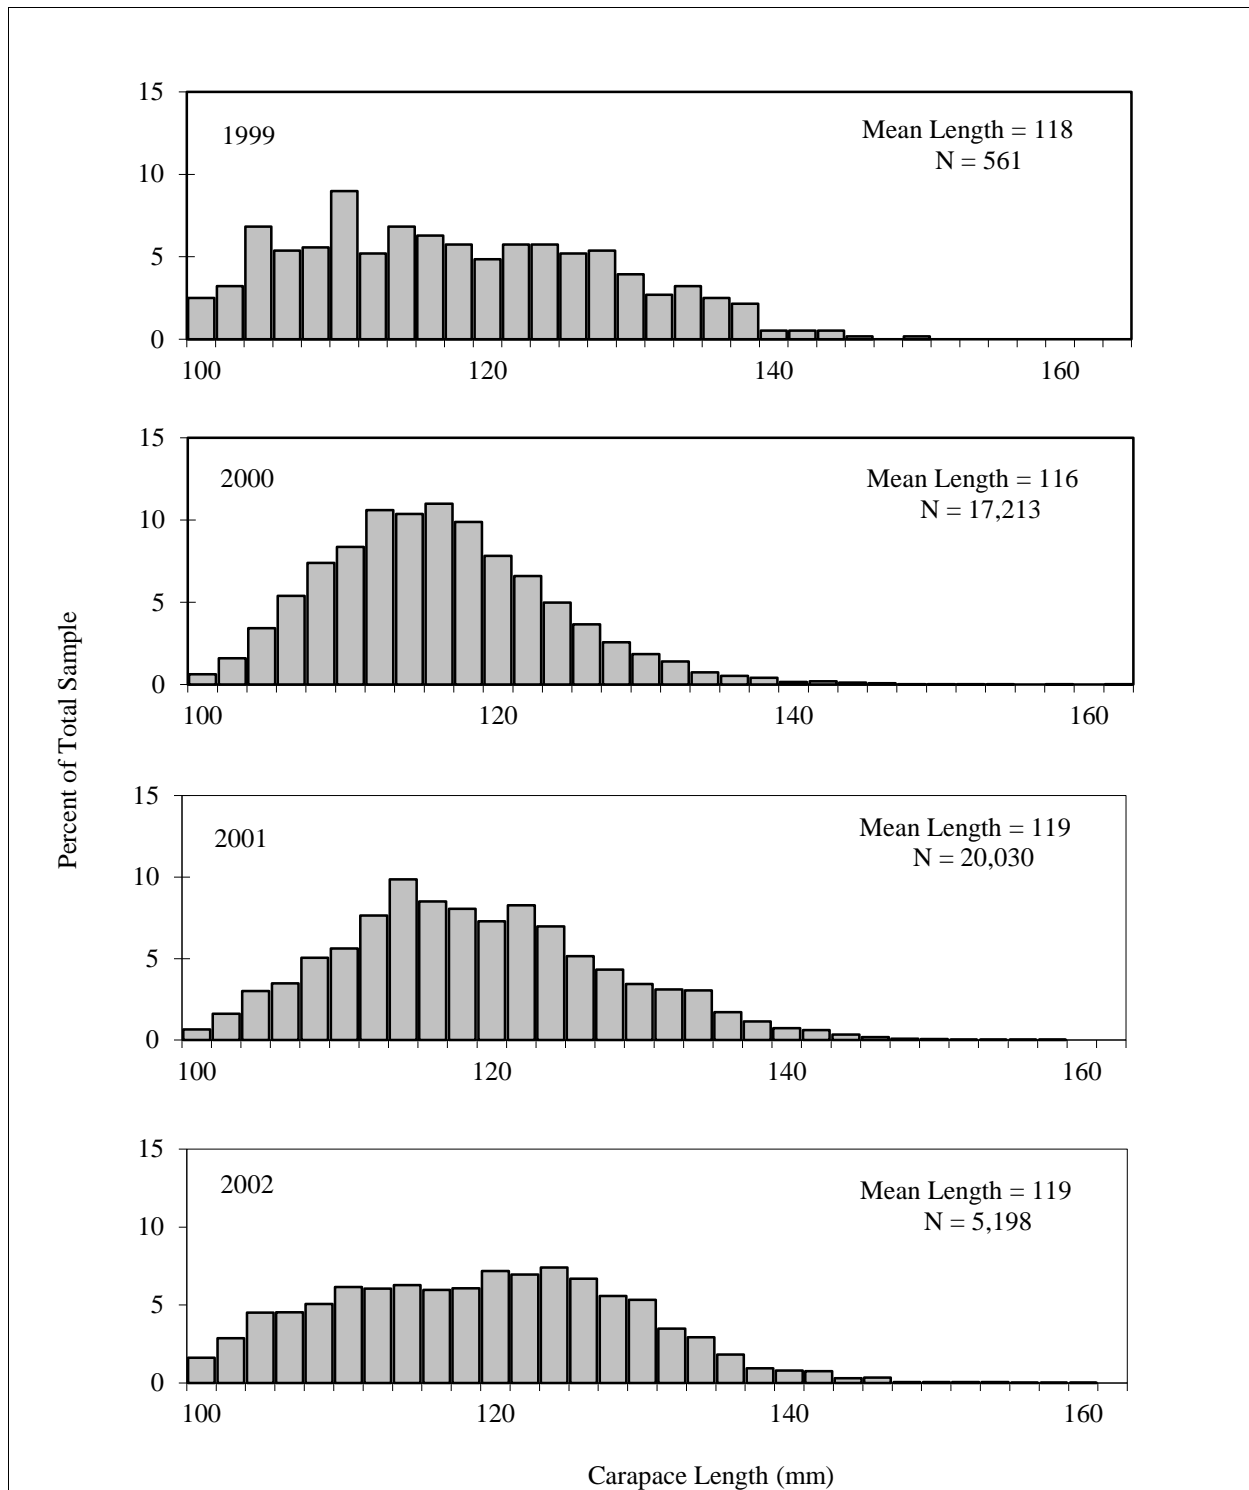 15
1999
Mean Length = 118
N = 561
10
5
0
100 120 140 160
15
2000
Mean Length = 116
N = 17,213
10
5
0
100 120 140 160
Percent of Total Sample
15
2001
Mean Length = 119
N = 20,030
10
5
0
100 120 140 160
15
2002
Mean Length = 119
N = 5,198
10
5
0
100 120 140 160
Carapace Length (mm)